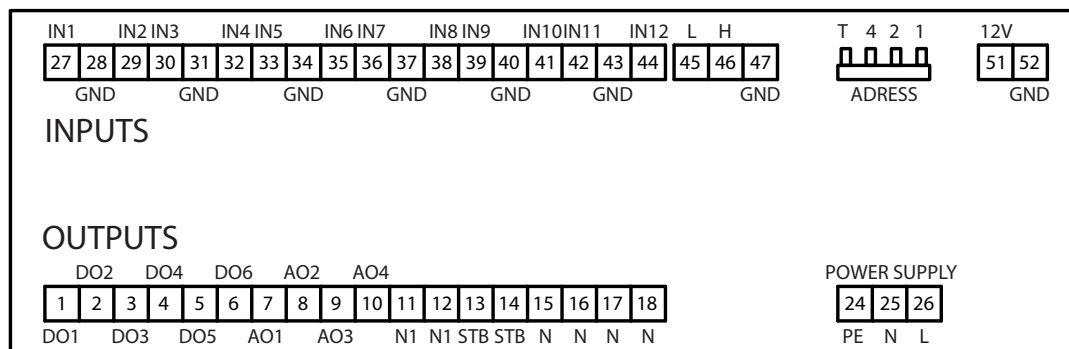 IN1 IN2 IN3 IN4 IN5 IN6 IN7 IN8 IN9 IN10 IN11 IN12 L H T 4 2 1 12V
27 28 29 30 31 32 33 34 35 36 37 38 39 40 41 42 43 44 45 46 47 51 52
GND GND GND GND GND GND GND ADRESS GND
INPUTS
OUTPUTS
DO2 DO4 DO6 AO2 AO4 POWER SUPPLY
1 2 3 4 5 6 7 8 9 10 11 12 13 14 15 16 17 18 24 25 26
DO1 DO3 DO5 AO1 AO3 N1 N1 STB STB N N N N PE N L